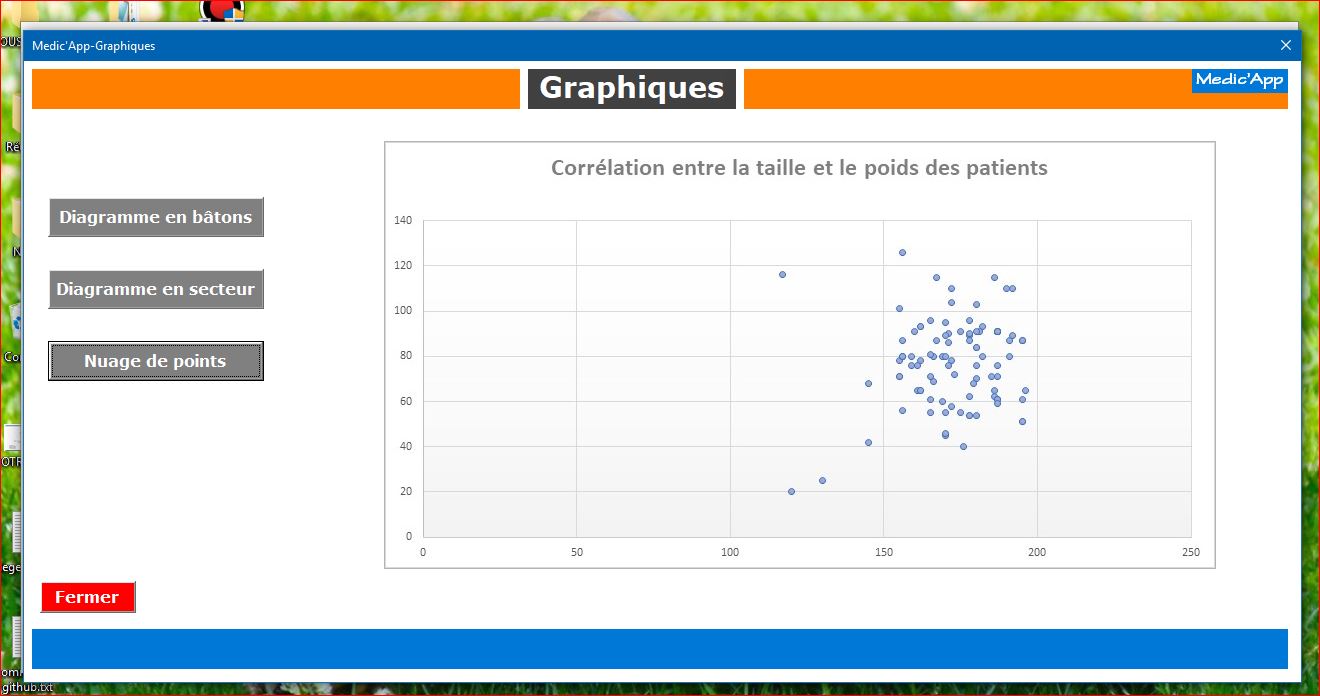 Medic'App-Graphiques
Graphiques
Medic'App
Corrélation entre la taille et le poids des patients
Diagramme en bâtons
Diagramme en secteur
Nuage de points
140
120
100
80
60
40
20
0
0 50 100 150 200 250
Fermer
github.txt